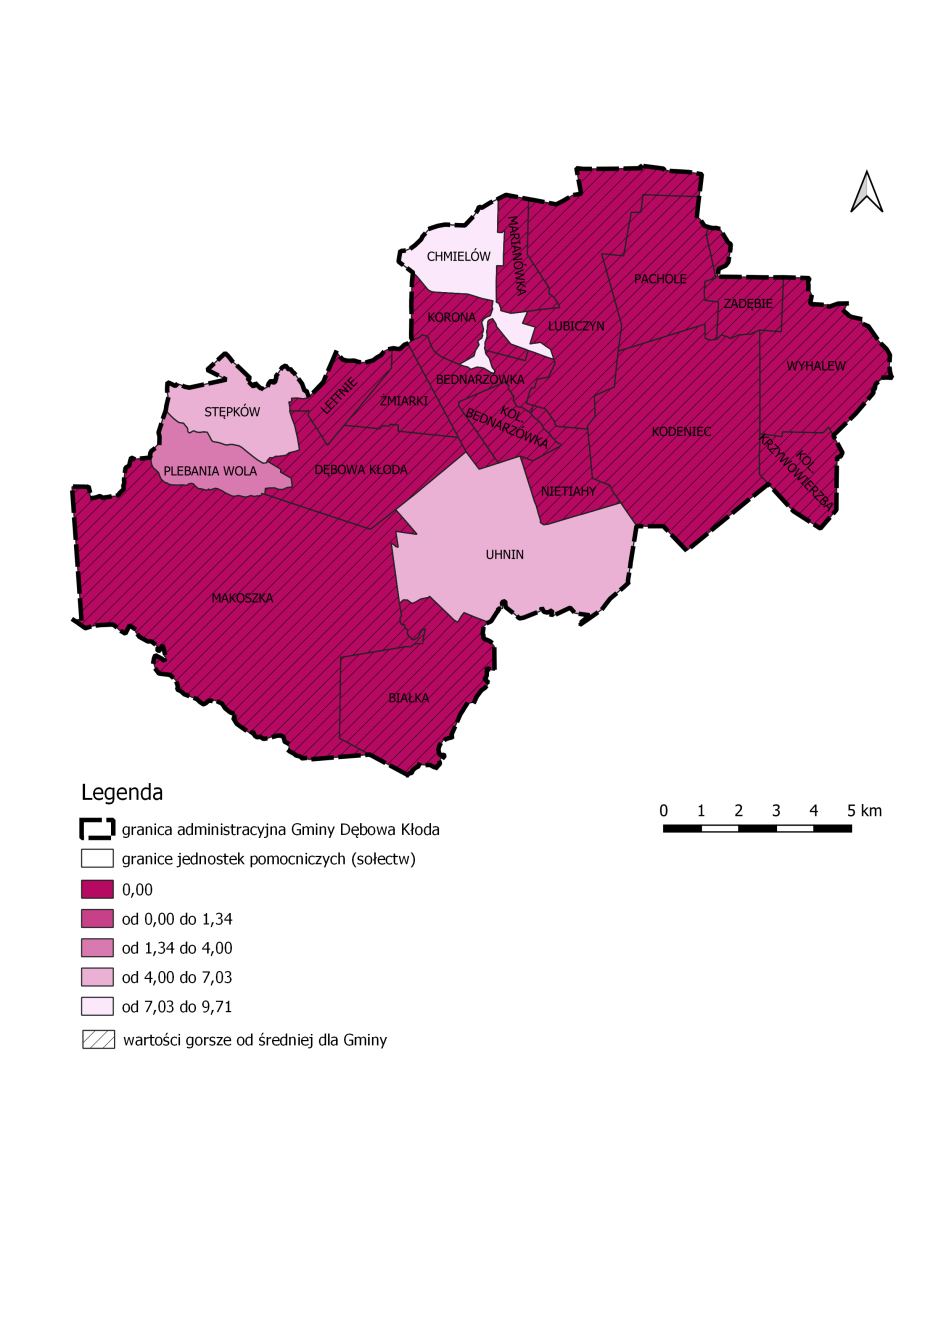 MARIANÓWKA
CHMIELÓW
PACHOLE
ZADĘBIE
KORONA
LUBICZYN
WYHALEW
BEDNARZÓWKA
LEITNIE
ŻMIARKI
STĘPKÓW
KOL.
BEDNARZÓWKA
KODENIEC
KOL.
KRZYWOWIERZBA
PLEBANIA WOLA
DĘBOWA KŁODA
NIETIAHY
UHNIN
MAKOSZKA
BIAŁKA
Legenda
granica administracyjna Gminy Dębowa Kłoda
granice jednostek pomocniczych (sołectw)
0,00
od 0,00 do 1,34
od 1,34 do 4,00
od 4,00 do 7,03
od 7,03 do 9,71
wartości gorsze od średniej dla Gminy
0 1 2 3 4 5 km